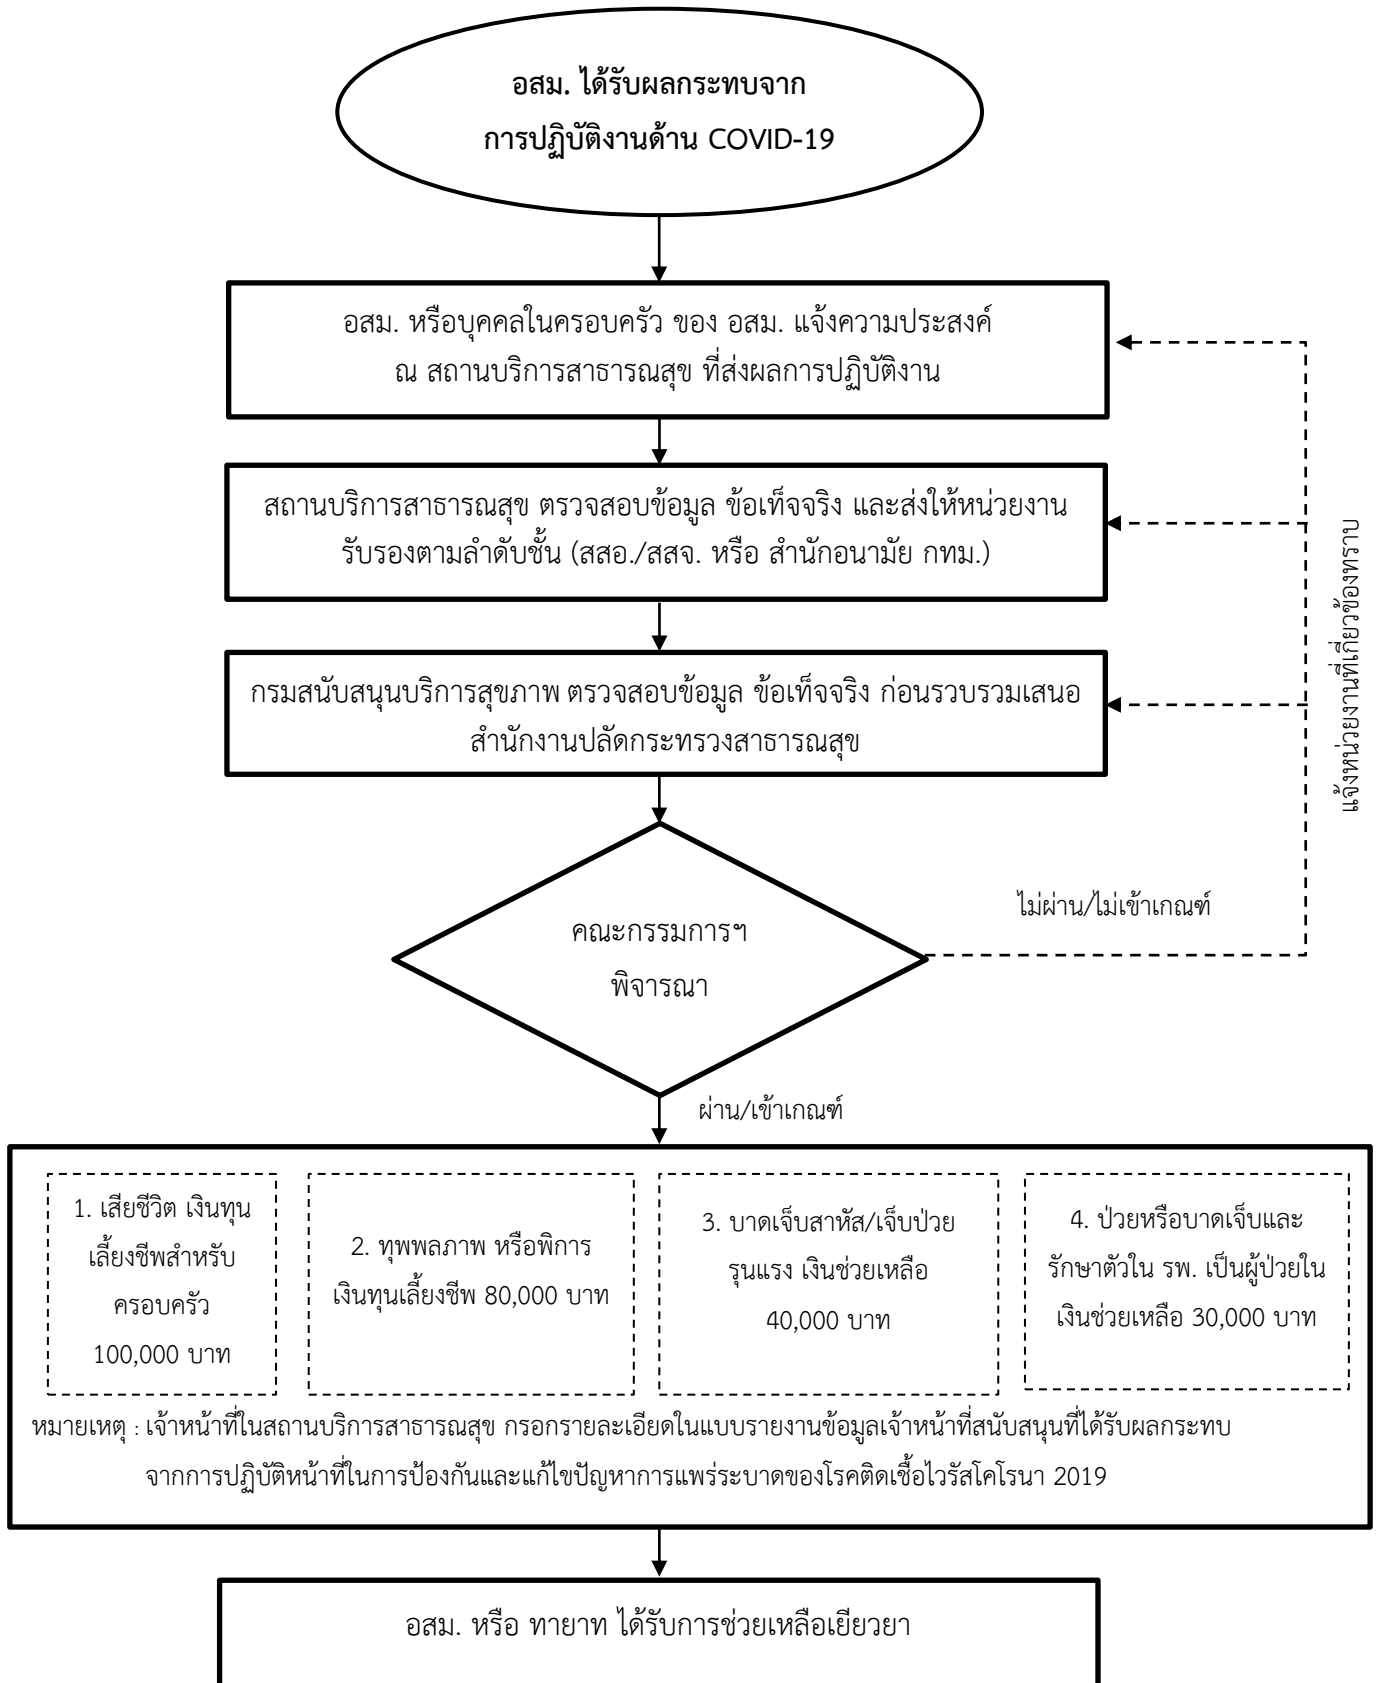 อสม. ได้รับผลกระทบจาก
การปฏิบัติงานด้าน COVID-19
อสม. หรือบุคคลในครอบครัว ของ อสม. แจ้งความประสงค์
ณ สถานบริการสาธารณสุข ที่ส่งผลการปฏิบัติงาน
สถานบริการสาธารณสุข ตรวจสอบข้อมูล ข้อเท็จจริง และส่งให้หน่วยงาน
รับรองตามลำดับชั้น (สสอ./สสจ. หรือ สำนักอนามัย กทม.)
กรมสนับสนุนบริการสุขภาพ ตรวจสอบข้อมูล ข้อเท็จจริง ก่อนรวบรวมเสนอ
สำนักงานปลัดกระทรวงสาธารณสุข
แจ้งหน่วยงานที่เกี่ยวข้องทราบ
คณะกรรมการฯ
พิจารณา
ไม่ผ่าน/ไม่เข้าเกณฑ์
ผ่าน/เข้าเกณฑ์
1. เสียชีวิต เงินทุน
เลี้ยงชีพสำหรับ
ครอบครัว
100,000 บาท
2. ทุพพลภาพ หรือพิการ
เงินทุนเลี้ยงชีพ 80,000 บาท
3. บาดเจ็บสาหัส/เจ็บป่วย
รุนแรง เงินช่วยเหลือ
40,000 บาท
4. ป่วยหรือบาดเจ็บและ
รักษาตัวใน รพ. เป็นผู้ป่วยใน
เงินช่วยเหลือ 30,000 บาท
หมายเหตุ : เจ้าหน้าที่ในสถานบริการสาธารณสุข กรอกรายละเอียดในแบบรายงานข้อมูลเจ้าหน้าที่สนับสนุนที่ได้รับผลกระทบ
จากการปฏิบัติหน้าที่ในการป้องกันและแก้ไขปัญหาการแพร่ระบาดของโรคติดเชื้อไวรัสโคโรนา 2019
อสม. หรือ ทายาท ได้รับการช่วยเหลือเยียวยา